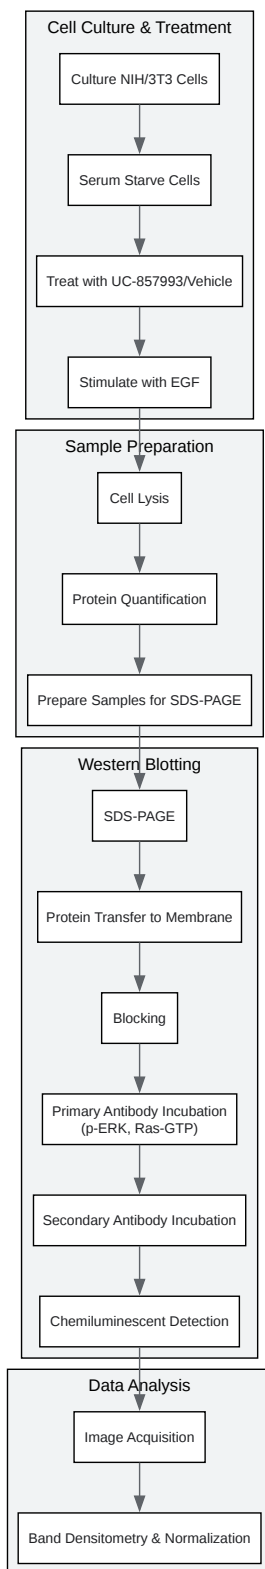 Cell Culture & Treatment
Culture NIH/3T3 Cells
Serum Starve Cells
Treat with UC-857993/Vehicle
Stimulate with EGF
Sample Preparation
Cell Lysis
Protein Quantification
Prepare Samples for SDS-PAGE
Western Blotting
SDS-PAGE
Protein Transfer to Membrane
Blocking
Primary Antibody Incubation
(p-ERK, Ras-GTP)
Secondary Antibody Incubation
Chemiluminescent Detection
Data Analysis
Image Acquisition
Band Densitometry & Normalization